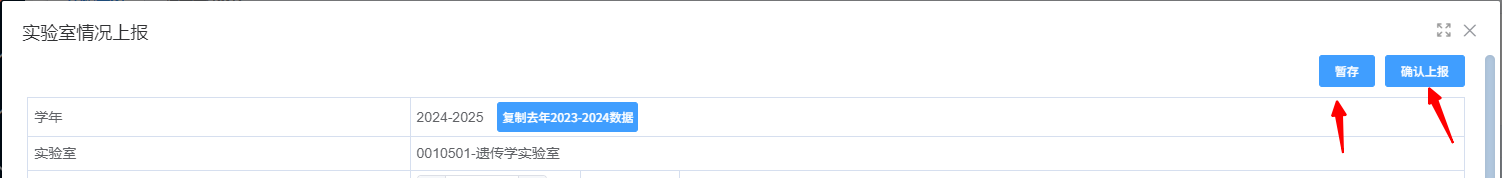 实验室情况上报
暂存 确认上报
学年 2024-2025 复制去年2023-2024数据
实验室 0010501-遗传学实验室